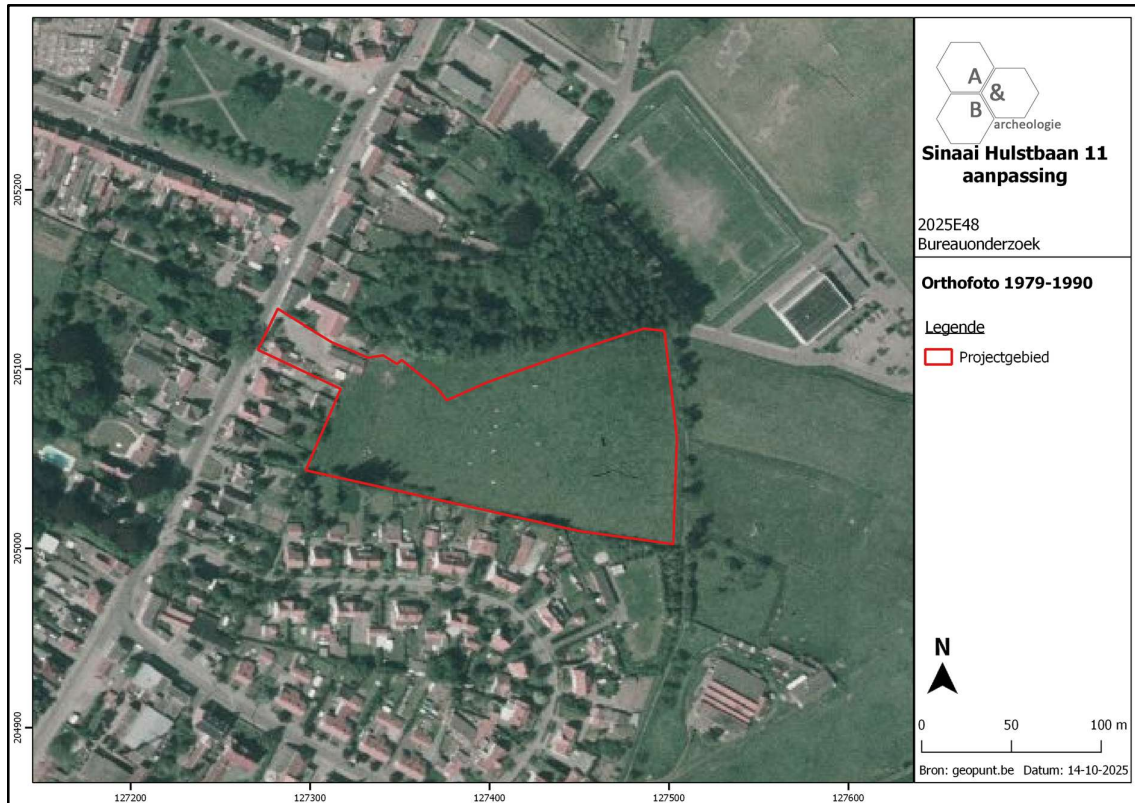 A
&
B
archeologie
Sinaai Hulstbaan 11
aanpassing
2025E48
Bureauonderzoek
Orthofoto 1979-1990
Legende
Projectgebied
N
0 50 100 m
Bron: geopunt.be Datum: 14-10-2025
205200
205100
205000
204900
127200 127300 127400 127500 127600